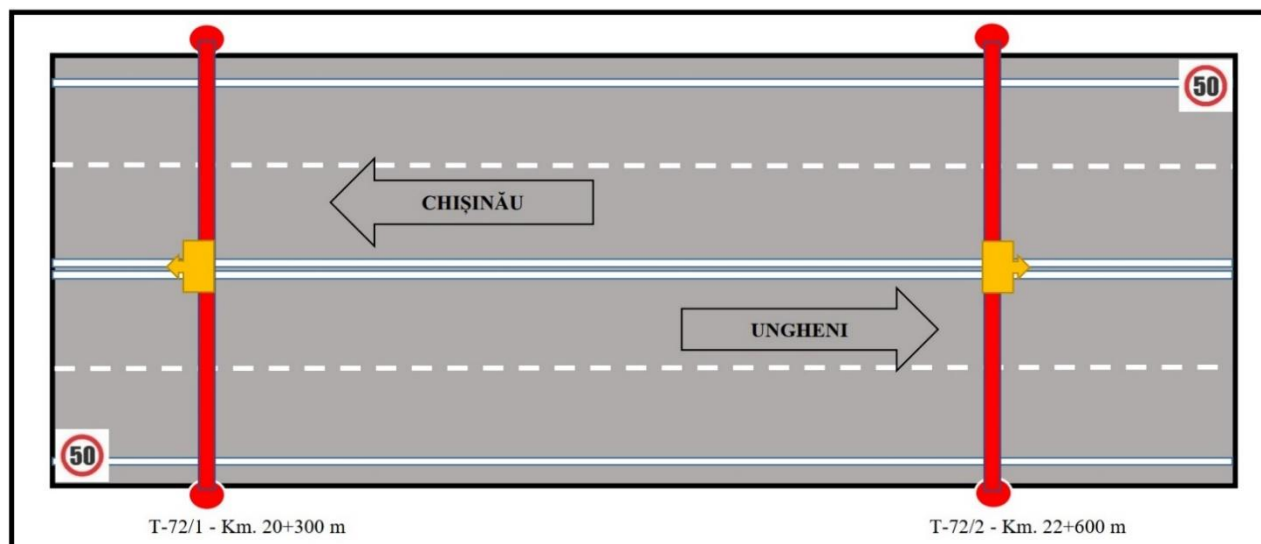 50
CHIȘINĂU
UNGHENI
50
T-72/1 - Km. 20+300 m
T-72/2 - Km. 22+600 m